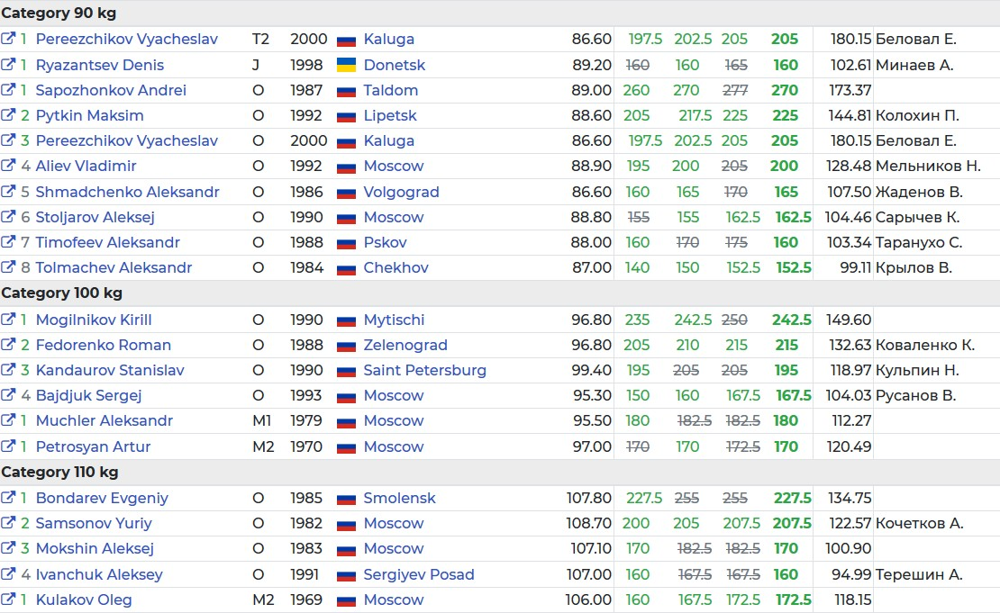 Category 90 kg
1 Pereezchikov Vyacheslav T2 2000 Kaluga 86.60 197.5 202.5 205 205 180.15 Беловал Е.
1 Ryazantsev Denis J 1998 Donetsk 89.20 160 160 165 160 102.61 Минаев А.
1 Sapozhonkov Andrei O 1987 Taldom 89.00 260 270 277 270 173.37
2 Pytkin Maksim O 1992 Lipetsk 88.60 205 217.5 225 225 144.81 Колохин П.
3 Pereezchikov Vyacheslav O 2000 Kaluga 86.60 197.5 202.5 205 205 180.15 Беловал Е.
4 Aliev Vladimir O 1992 Moscow 88.90 195 200 205 200 128.48 Мельников Н.
5 Shmadchenko Aleksandr O 1986 Volgograd 86.60 160 165 170 165 107.50 Жаденов В.
6 Stoljarov Aleksej O 1990 Moscow 88.80 155 155 162.5 162.5 104.46 Сарычев К.
7 Timofeev Aleksandr O 1988 Pskov 88.00 160 170 175 160 103.34 Таранухо С.
8 Tolmachev Aleksandr O 1984 Chekhov 87.00 140 150 152.5 152.5 99.11 Крылов В.
Category 100 kg
1 Mogilnikov Kirill O 1990 Mytischi 96.80 235 242.5 250 242.5 149.60
2 Fedorenko Roman O 1988 Zelenograd 96.80 205 210 215 215 132.63 Коваленко К.
3 Kandaurov Stanislav O 1990 Saint Petersburg 99.40 195 205 205 195 118.97 Кульпин Н.
4 Bajdjuk Sergej O 1993 Moscow 95.30 150 160 167.5 167.5 104.03 Русанов В.
1 Muchler Aleksandr M1 1979 Moscow 95.50 180 182.5 182.5 180 112.27
1 Petrosyan Artur M2 1970 Moscow 97.00 170 170 172.5 170 120.49
Category 110 kg
1 Bondarev Evgeniy O 1985 Smolensk 107.80 227.5 255 255 227.5 134.75
2 Samsonov Yuriy O 1982 Moscow 108.70 200 205 207.5 207.5 122.57 Кочетков А.
3 Mokshin Aleksej O 1983 Moscow 107.10 170 182.5 182.5 170 100.90
4 Ivanchuk Aleksey O 1991 Sergiyev Posad 107.00 160 167.5 167.5 160 94.99 Терешин А.
1 Kulakov Oleg M2 1969 Moscow 106.00 160 167.5 172.5 172.5 118.15